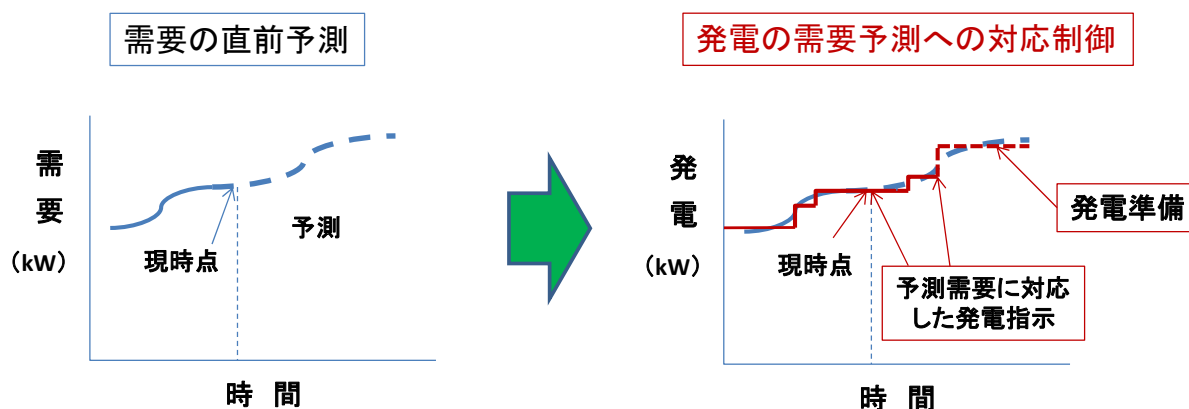 需要の直前予測
需
要
（kW）
現時点
予測
時 間
発電の需要予測への対応制御
発
電
（kW）
現時点
発電準備
予測需要に対応
した発電指示
時 間